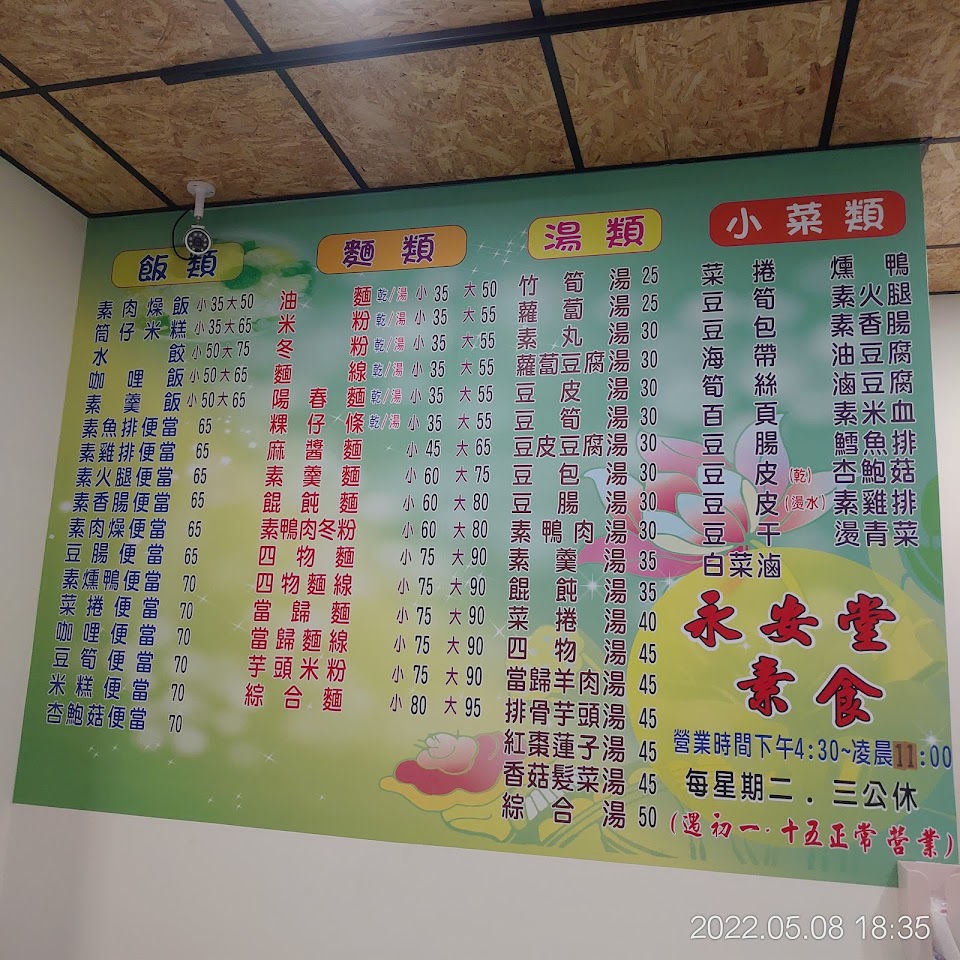 飯類
素肉燥飯 小35大50
筒仔米糕 小35大65
水餃 小50大75
咖哩飯 小50大65
素羹飯 小50大65
素魚排便當 65
素雞排便當 65
素火腿便當 65
素香腸便當 65
素肉燥便當 65
豆腸便當 65
素燻鴨便當 70
菜捲便當 70
咖哩便當 70
豆筍便當 70
米糕便當 70
杏鮑菇便當 70
麵類
油麵 乾/湯 小35 大50
米粉 乾/湯 小35 大55
冬粉 乾/湯 小35 大55
麵線 乾/湯 小35 大55
陽春麵 乾/湯 小35 大55
粿仔條 乾/湯 小35 大55
麻醬麵 小45 大65
素羹麵 小60 大75
餛飩麵 小60 大80
素鴨肉冬粉 小60 大80
四物麵 小75 大90
四物麵線 小75 大90
當歸麵 小75 大90
當歸麵線 小75 大90
芋頭米粉 小75 大90
綜合麵 小80 大95
湯類
竹筍湯 25
蘿蔔湯 30
素丸湯 30
蘿蔔豆腐湯 30
豆皮湯 30
豆筍湯 30
豆皮豆腐湯 30
豆包湯 30
豆腸湯 30
素鴨肉湯 30
素羹湯 35
餛飩湯 35
菜捲湯 40
四物湯 45
當歸羊肉湯 45
排骨芋頭湯 45
紅棗蓮子湯 45
香菇髮菜湯 45
綜合湯 50
小菜類
菜捲
豆筍
豆包
海帶
筍絲
百頁
豆腸
豆皮(乾)
豆皮(燙水)
豆干
白菜滷
燻鴨
素火腿
素香腸
油豆腐
滷豆腐
素米血
鱈魚排
杏鮑菇
素雞排
燙青菜
永安堂
素食
營業時間下午4:30~凌晨11:00
每星期二.三公休
(遇初一.十五正常營業)
2022.05.08 18:35